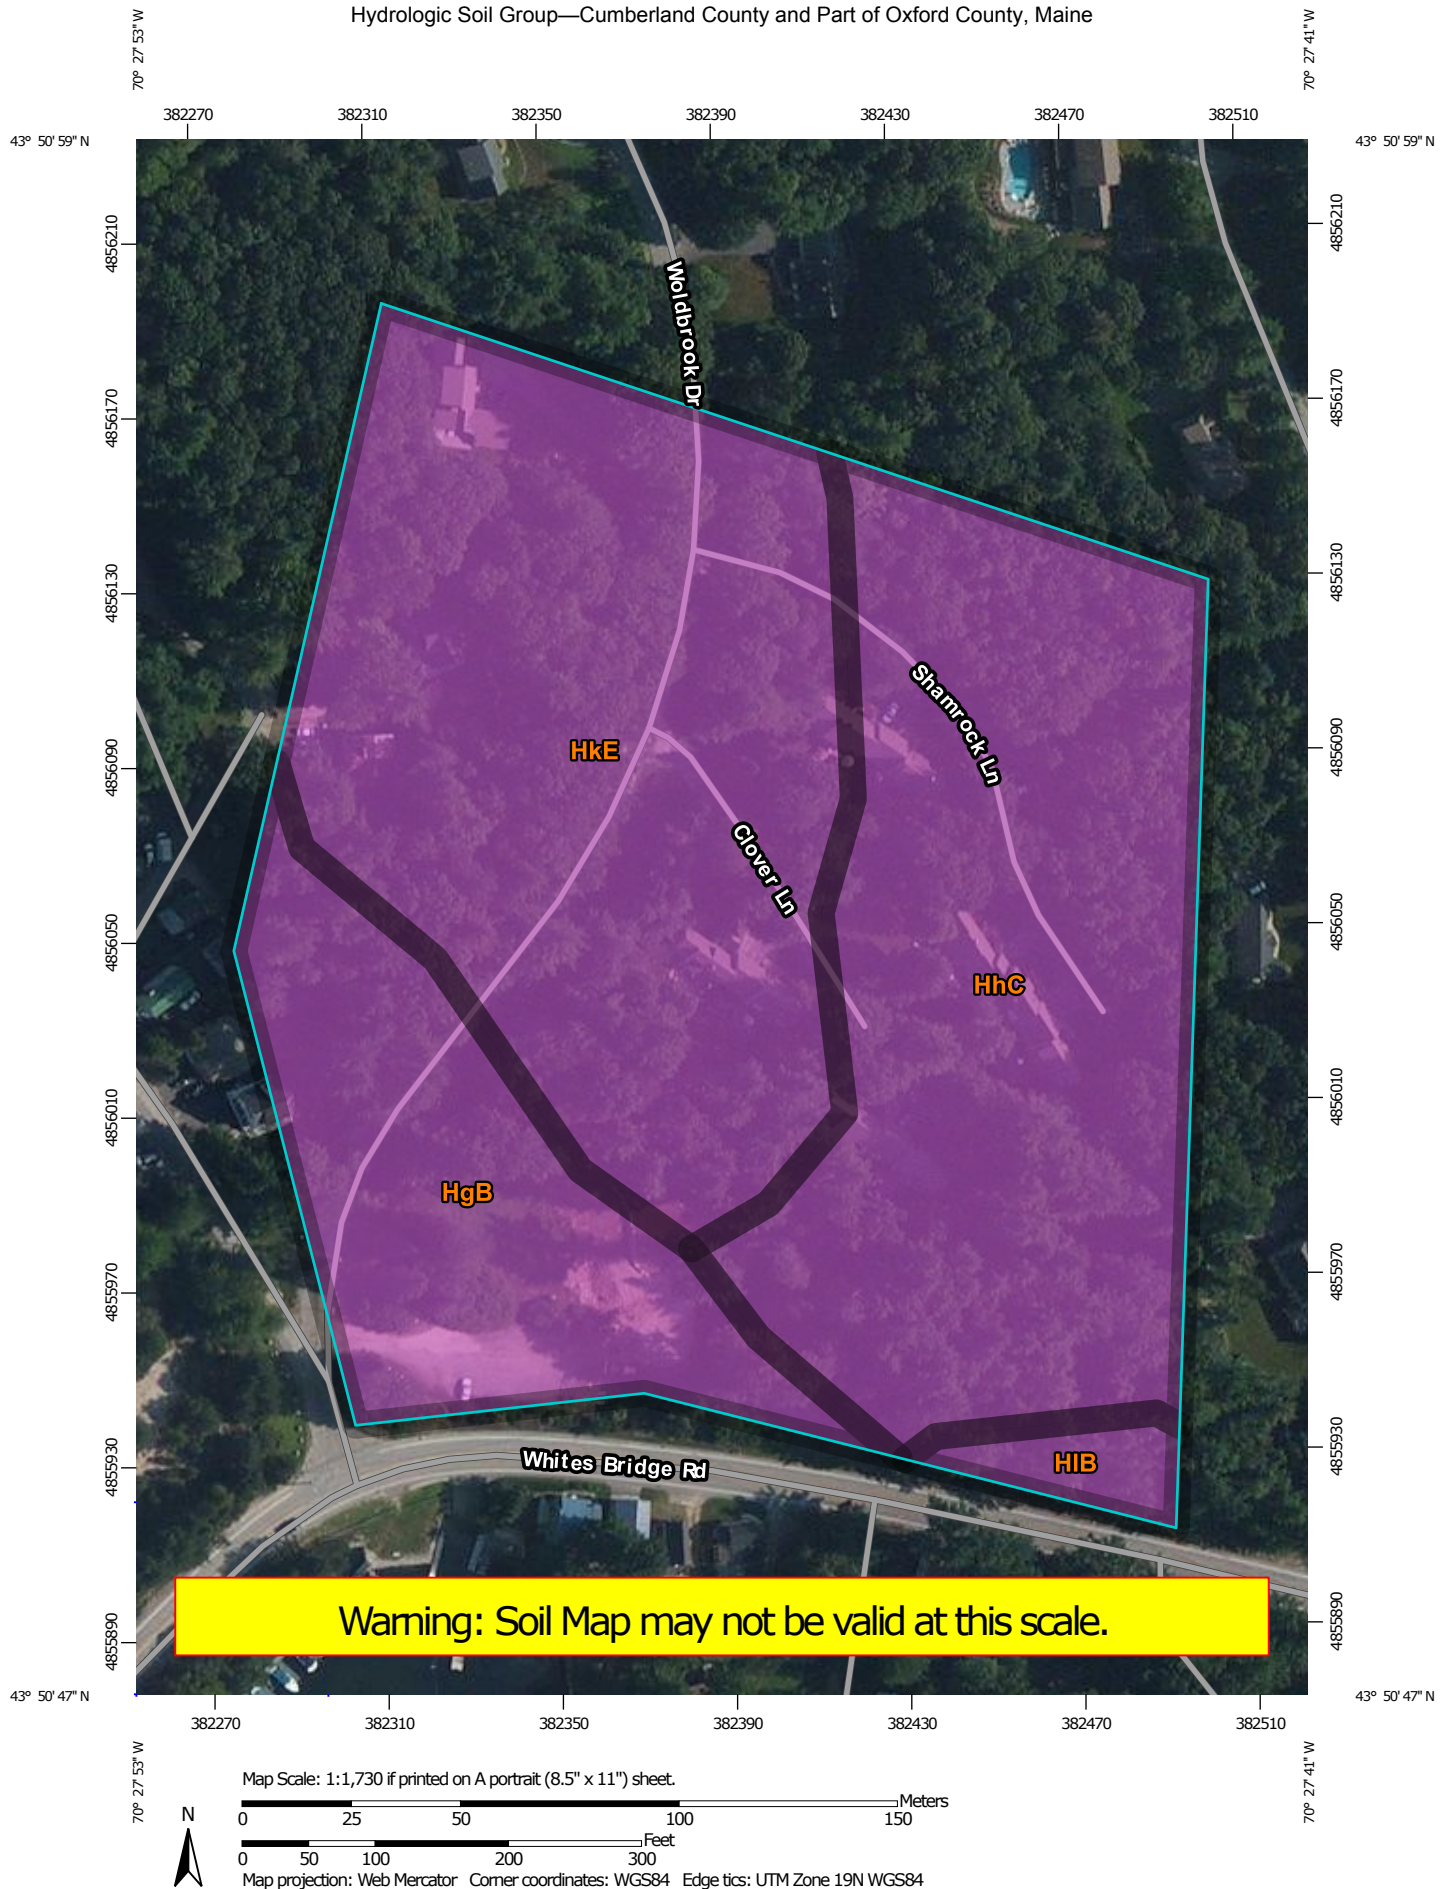 Hydrologic Soil Group—Cumberland County and Part of Oxford County, Maine
70° 27' 53'' W
70° 27' 41'' W
382270 382310 382350 382390 382430 382470 382510
43° 50' 59'' N
43° 50' 59'' N
4856210
4856210
Woldbrook Dr
4856170
4856170
4856130
4856130
Shamrock Ln
HkE
4856090
4856090
Clover Ln
4856050
4856050
HhC
4856010
4856010
HgB
4855970
4855970
4855930
4855930
Whites Bridge Rd
HlB
Warning: Soil Map may not be valid at this scale.
4855890
4855890
43° 50' 47'' N
43° 50' 47'' N
382270 382310 382350 382390 382430 382470 382510
70° 27' 53'' W
70° 27' 41'' W
Map Scale: 1:1,730 if printed on A portrait (8.5" x 11") sheet.
Meters
0 25 50 100 150
N
Feet
0 50 100 200 300
Map projection: Web Mercator Corner coordinates: WGS84 Edge tics: UTM Zone 19N WGS84